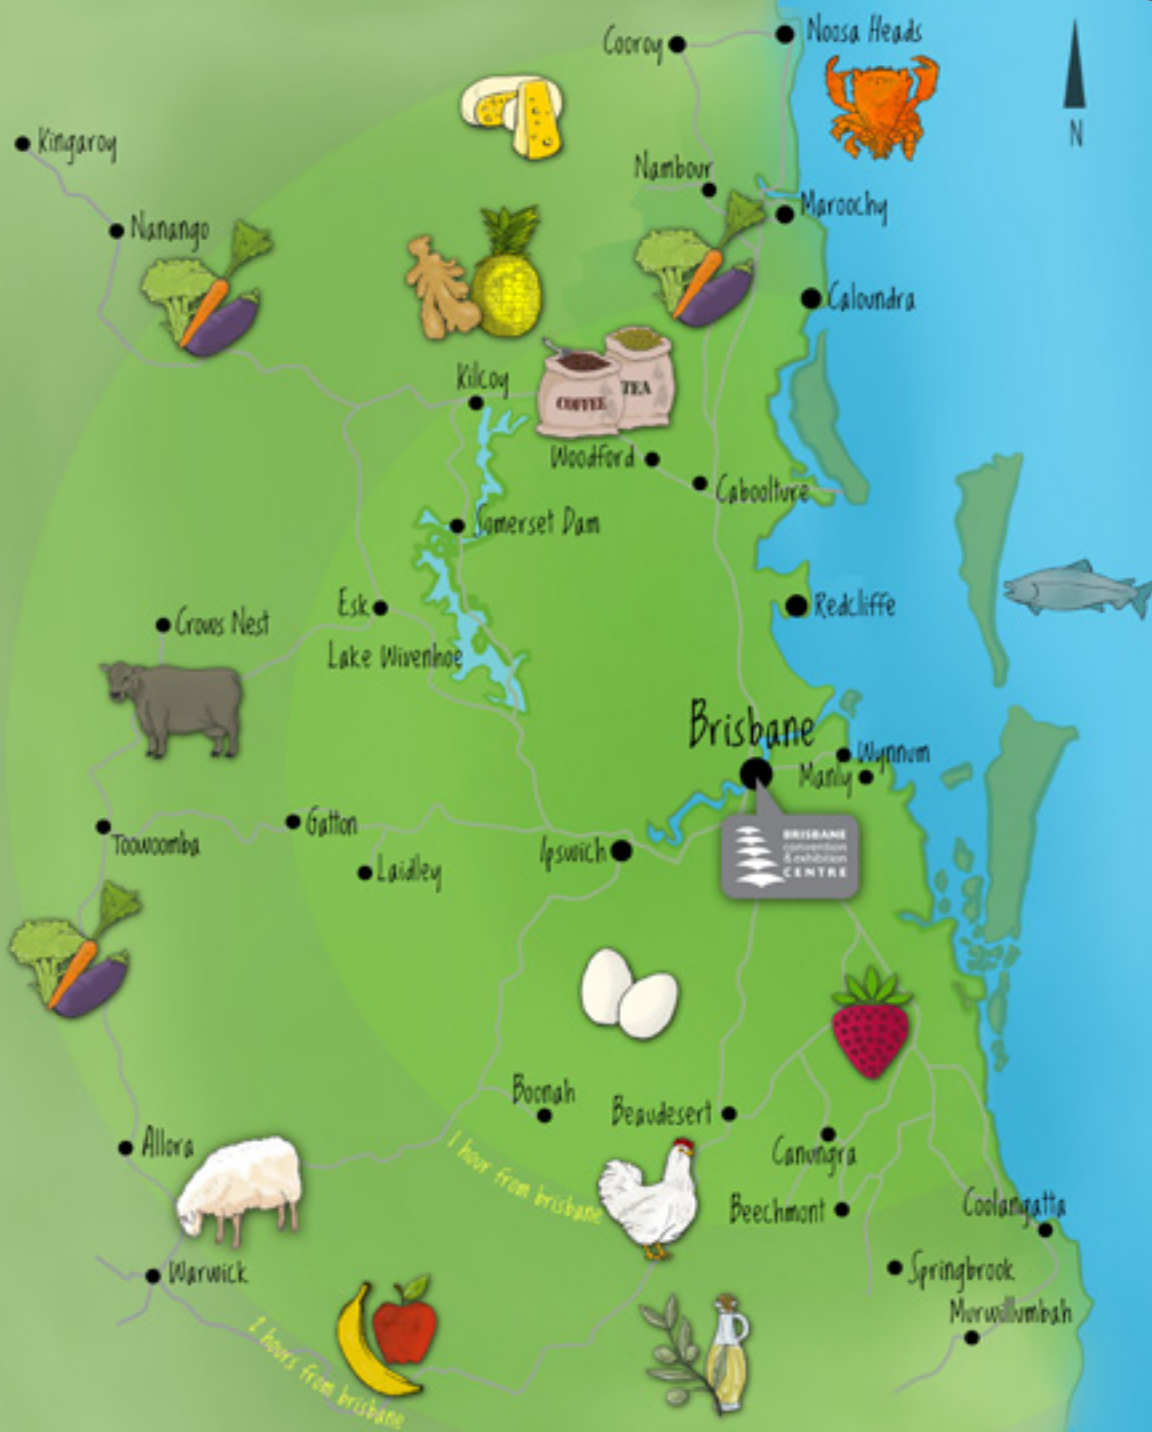 Cooroy
Noosa Heads
N
Kingaroy
Nambour
Maroochy
Nanango
Caloundra
Kilcoy
COFFEE
TEA
Woodford
Caboolture
Somerset Dam
Esk
Redcliffe
Crows Nest
Lake Wivenhoe
Brisbane
Wynnum
Manly
Toowoomba
Gatton
Ipswich
BRISBANE
convention
& exhibition
CENTRE
Laidley
Boonah
Beaudesert
Allora
1 hour from brisbane
Canungra
Beechmont
Coolangatta
Warwick
Springbrook
Murwillumbah
2 hours from brisbane